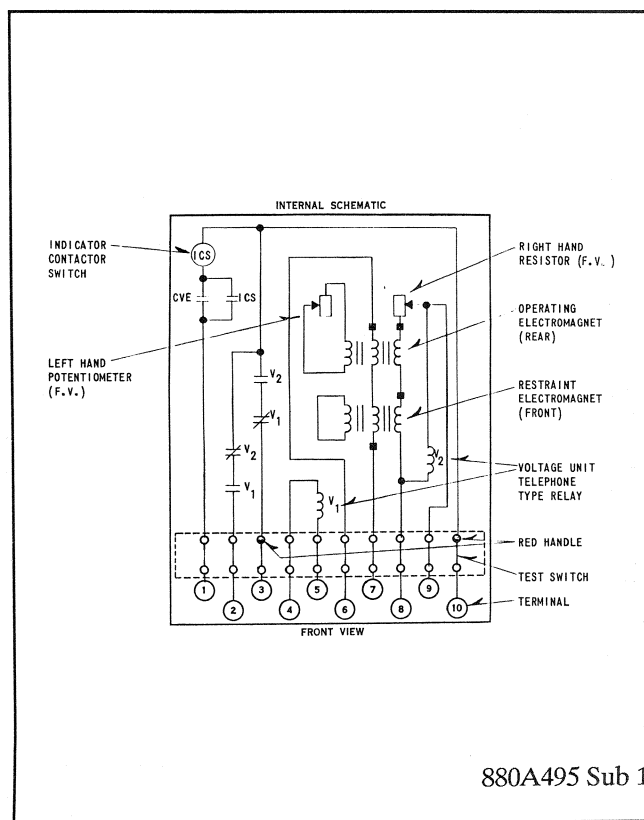 INTERNAL SCHEMATIC
INDICATOR
CONTACTOR
SWITCH
ICS
CVE
ICS
RIGHT HAND
RESISTOR (F.V.)
OPERATING
ELECTROMAGNET
(REAR)
LEFT HAND
POTENTIOMETER
(F.V.)
RESTRAINT
ELECTROMAGNET
(FRONT)
V2
V1
V2
V1
V1
V2
VOLTAGE UNIT
TELEPHONE
TYPE RELAY
RED HANDLE
TEST SWITCH
TERMINAL
1
2
3
4
5
6
7
8
9
10
FRONT VIEW
880A495 Sub 1